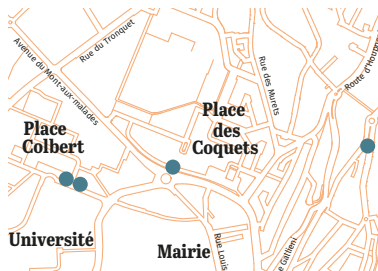 Rue du Tronquet
Avenue du Mont-aux-malades
Rue des Murets
Route d'Houppe
Place
des
Coquets
Place
Colbert
Université
Mairie
Rue Louis
e Gallieni